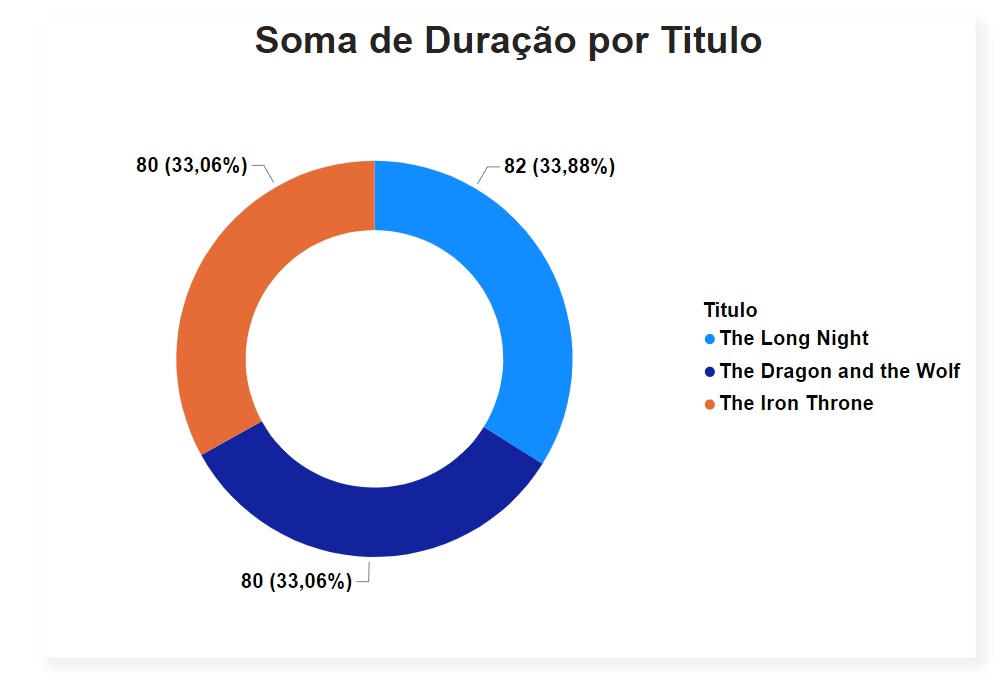 Soma de Duração por Titulo
80 (33,06%)
82 (33,88%)
Titulo
The Long Night
The Dragon and the Wolf
The Iron Throne
80 (33,06%)